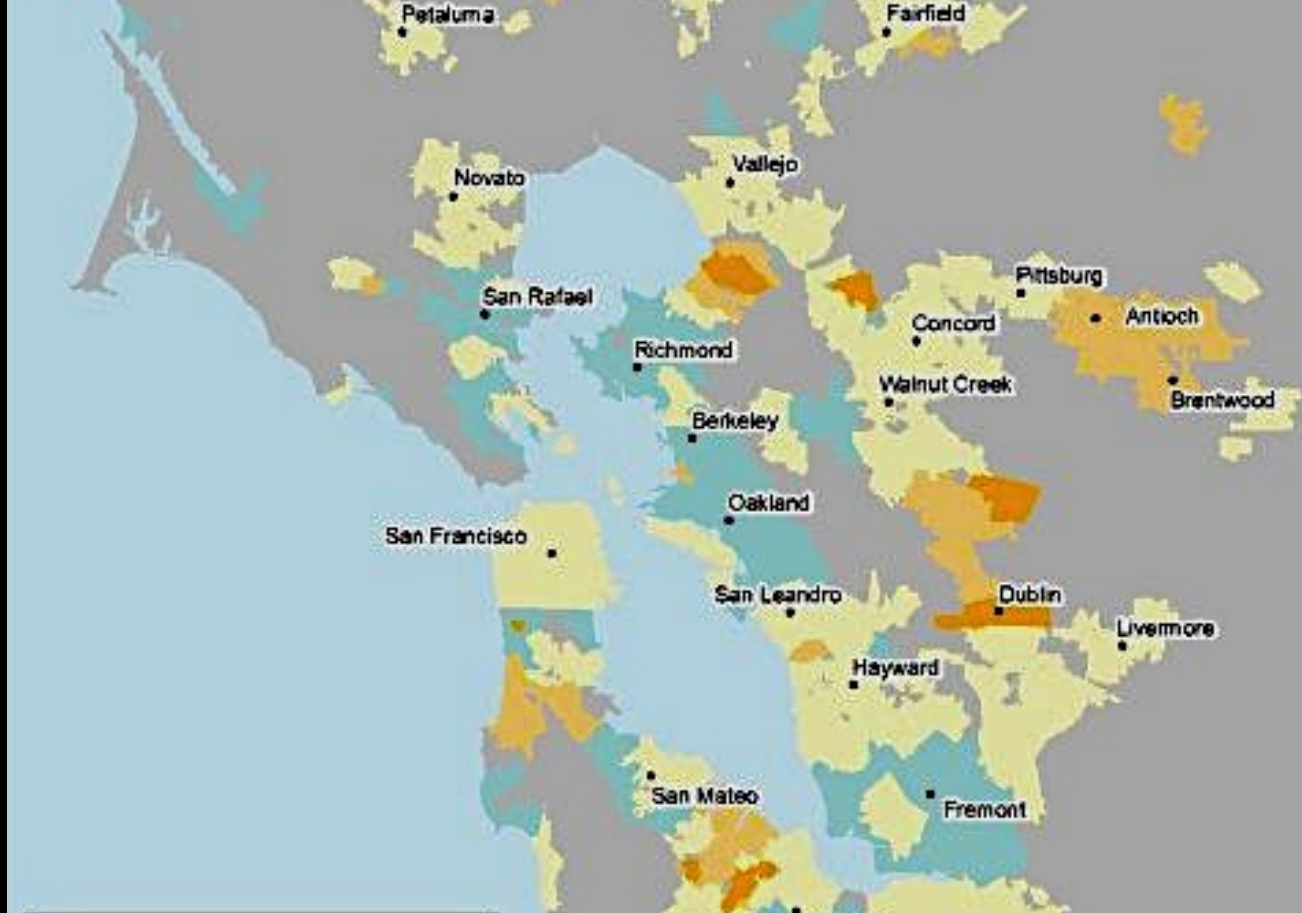 Petaluma
Fairfield
Vallejo
Novato
Pittsburg
San Rafael
Antioch
Concord
Richmond
Walnut Creek
Brentwood
Berkeley
Oakland
San Francisco
San Leandro
Dublin
Livermore
Hayward
San Mateo
Fremont